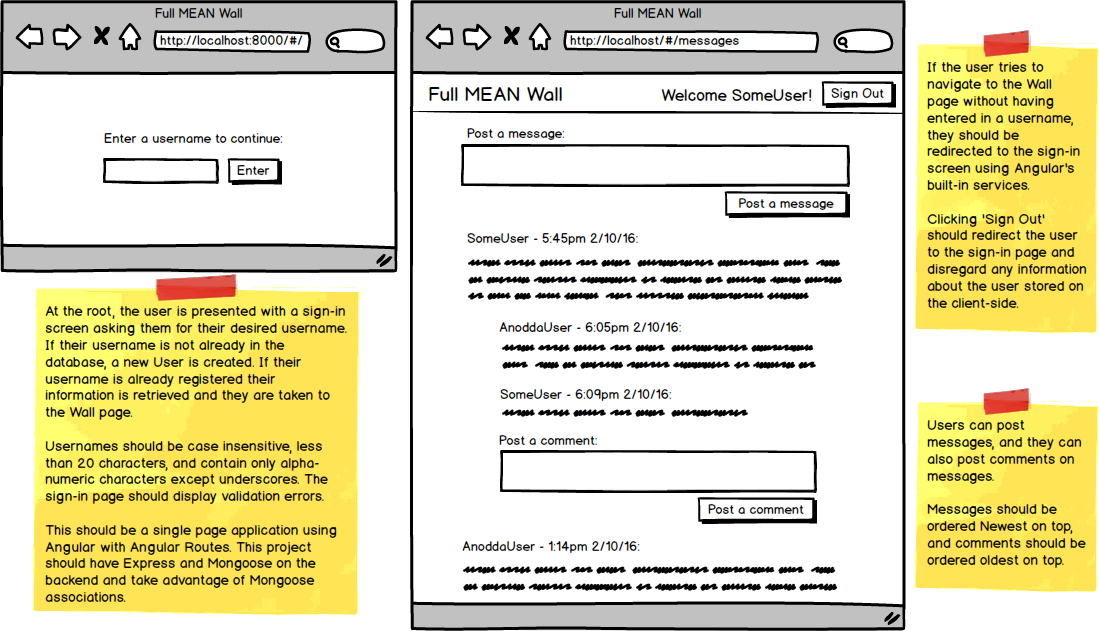 Full MEAN Wall
http://localhost:8000/#/
Enter a username to continue:
Enter
At the root, the user is presented with a sign-in
screen asking them for their desired username.
If their username is not already in the
database, a new User is created. If their
username is already registered their
information is retrieved and they are taken to
the Wall page.
Usernames should be case insensitive, less
than 20 characters, and contain only alpha-
numeric characters except underscores. The
sign-in page should display validation errors.
This should be a single page application using
Angular with Angular Routes. This project
should have Express and Mongoose on the
backend and take advantage of Mongoose
associations.
Full MEAN Wall
http://localhost/#/messages
Full MEAN Wall
Welcome SomeUser!
Sign Out
Post a message:
Post a message
SomeUser - 5:45pm 2/10/16:
AnoddaUser - 6:05pm 2/10/16:
SomeUser - 6:09pm 2/10/16:
Post a comment:
Post a comment
AnoddaUser - 1:14pm 2/10/16:
If the user tries to
navigate to the Wall
page without having
entered in a username,
they should be
redirected to the sign-in
screen using Angular's
built-in services.
Clicking 'Sign Out'
should redirect the user
to the sign-in page and
disregard any information
about the user stored on
the client-side.
Users can post
messages, and they can
also post comments on
messages.
Messages should be
ordered Newest on top,
and comments should be
ordered oldest on top.